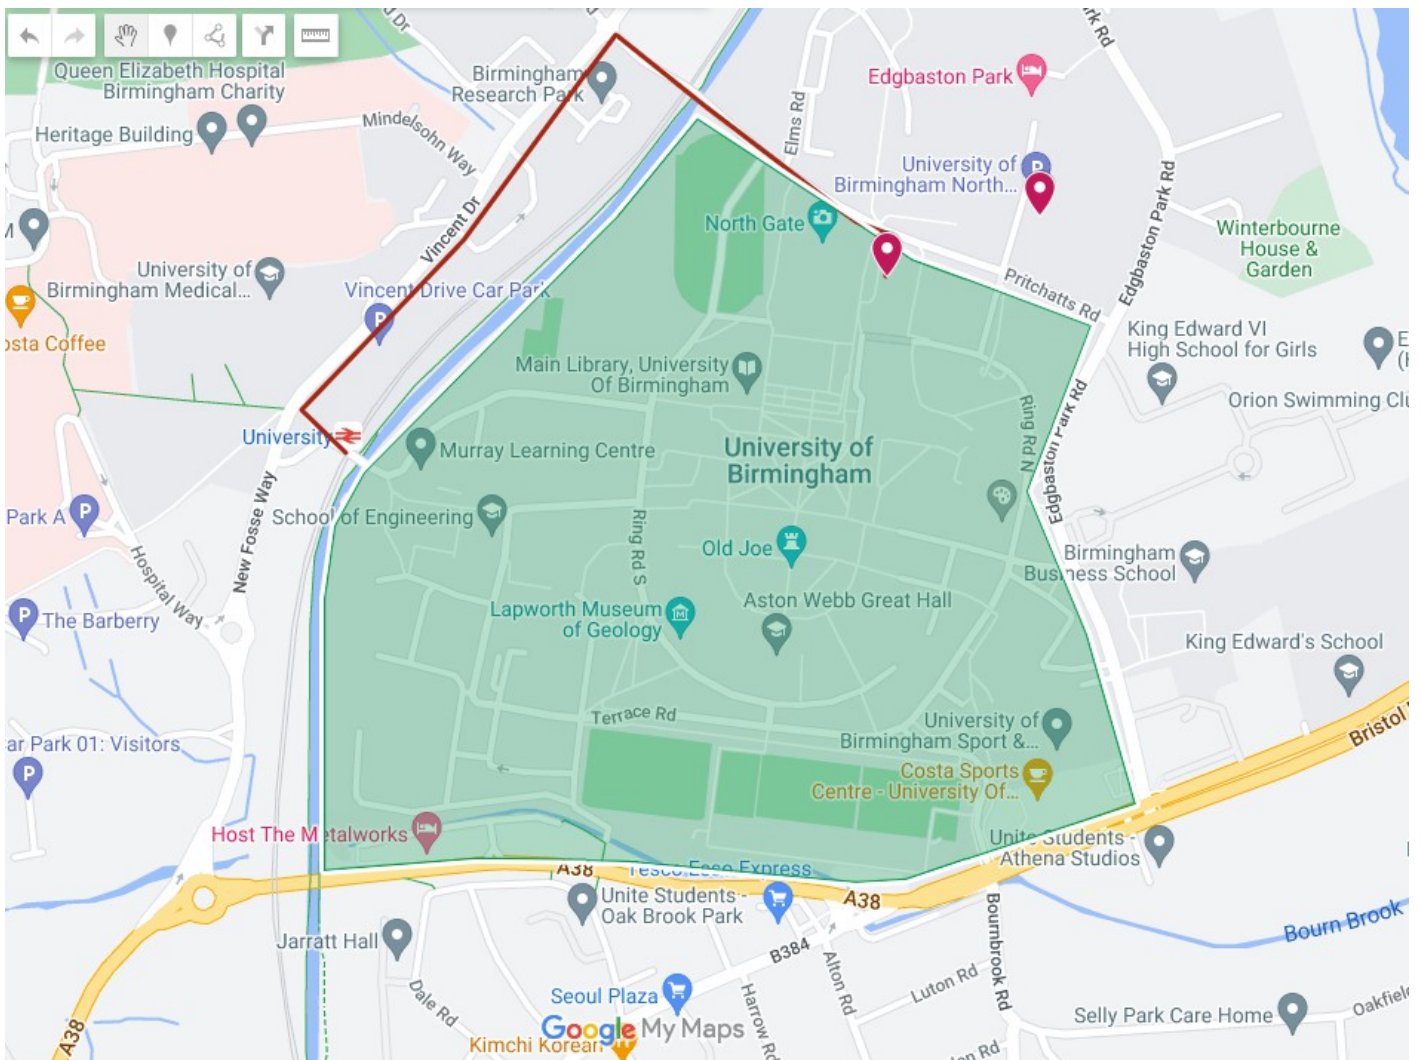 Queen Elizabeth Hospital
Birmingham Charity
Heritage Building
Mindelsohn Way
Birmingham
Research Park
Elms Rd
Edgbaston Park
Park Rd
University of
Birmingham North...
P
North Gate
Vincent Dr
University of
Birmingham Medical...
Vincent Drive Car Park
P
Edgbaston Park Rd
Winterbourne
House &
Garden
Pritchatts Rd
King Edward VI
High School for Girls
Orion Swimming Clu
osta Coffee
Main Library, University
Of Birmingham
University
Murray Learning Centre
University of
Birmingham
Ring Rd N
Edgbaston Park Rd
Park A
P
School of Engineering
New Fosse Way
Hospital Way
Ring Rd S
Old Joe
Birmingham
Business School
The Barberry
P
Lapworth Museum
of Geology
Aston Webb Great Hall
King Edward's School
Terrace Rd
University of
Birmingham Sport &...
Bristol
ar Park 01: Visitors
P
Costa Sports
Centre - University Of...
Host The Metalworks
Unite Students -
Athena Studios
A38
Tesco Esso Express
A38
Unite Students -
Oak Brook Park
Jarratt Hall
B384
Bournbrook Rd
Bourn Brook
Alton Rd
Luton Rd
Dale Rd
Harrow Rd
Seoul Plaza
Selly Park Care Home
Oakfiel
Google My Maps
Kimchi Korean
on Rd
A38